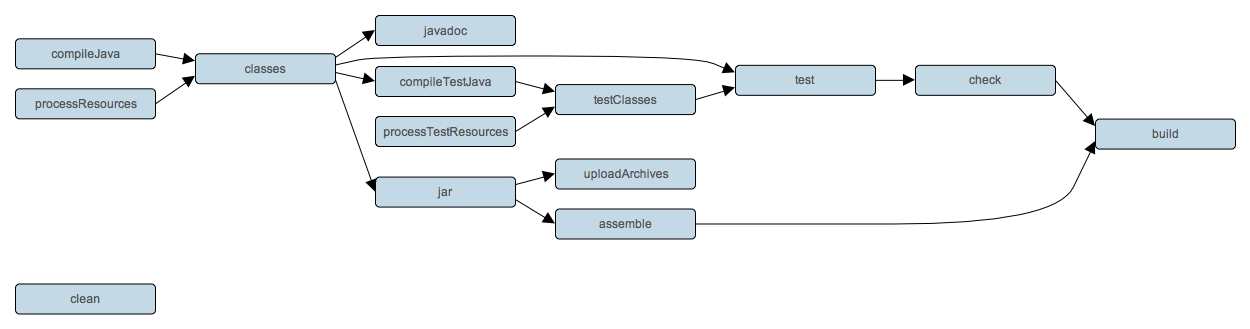 compileJava
processResources
classes
javadoc
compileTestJava
processTestResources
jar
testClasses
uploadArchives
assemble
test
check
build
clean